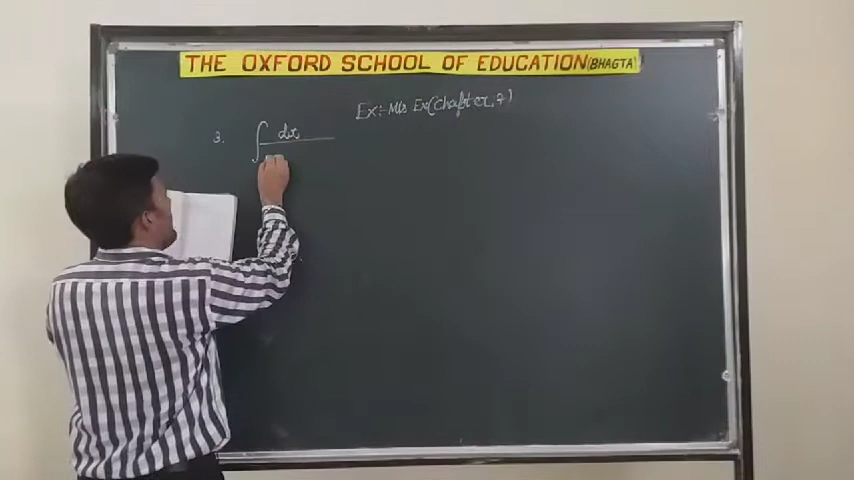 THE OXFORD SCHOOL OF EDUCATION (BHAGTA)
Ex:- Mis Ex(Chapter, 7)
3. ∫ dx